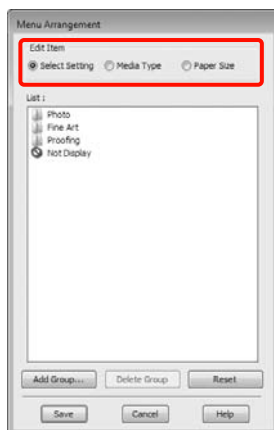 Menu Arrangement
Edit Item
Select Setting Media Type Paper Size
List :
Photo
Fine Art
Proofing
Not Display
Add Group... Delete Group Reset
Save Cancel Help